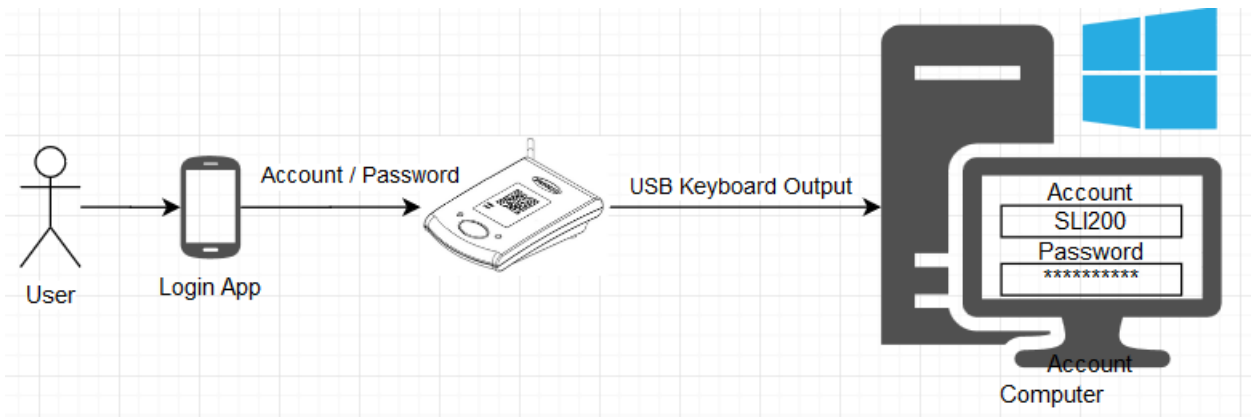 User
Login App
Account / Password
USB Keyboard Output
Account
SLI200
Password
**********
Account
Computer